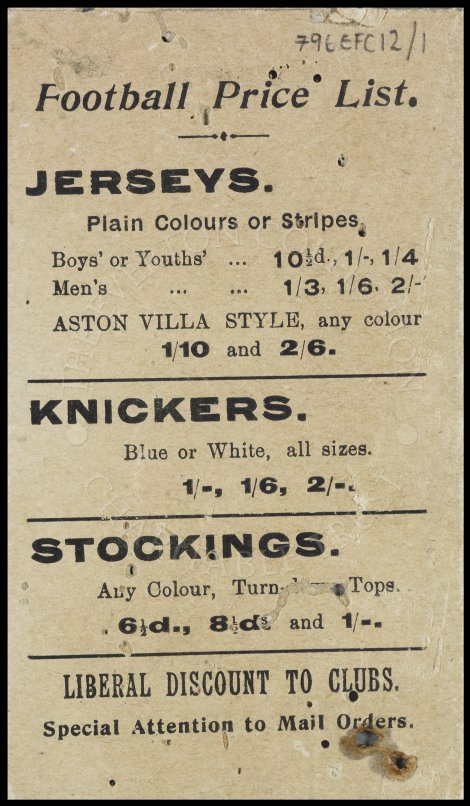 796EFC12/1
Football Price List.
JERSEYS.
Plain Colours or Stripes.
Boys' or Youths' ... 10½d., 1/-, 1/4
Men's ... ... 1/3, 1/6, 2/-
ASTON VILLA STYLE, any colour
1/10 and 2/6.
KNICKERS.
Blue or White, all sizes.
1/-, 1/6, 2/-.
STOCKINGS.
Any Colour, Turn- Tops.
6½d., 8½ds and 1/-.
LIBERAL DISCOUNT TO CLUBS.
Special Attention to Mail Orders.